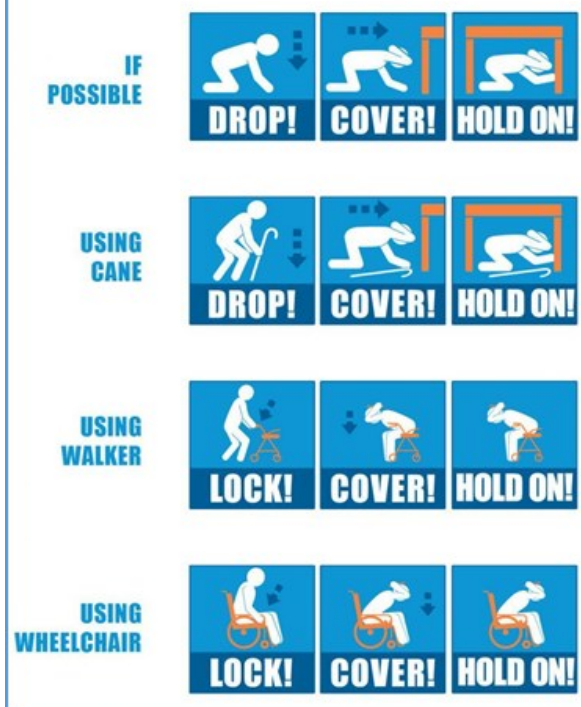 IF
POSSIBLE
DROP! COVER! HOLD ON!
USING
CANE
DROP! COVER! HOLD ON!
USING
WALKER
LOCK! COVER! HOLD ON!
USING
WHEELCHAIR
LOCK! COVER! HOLD ON!